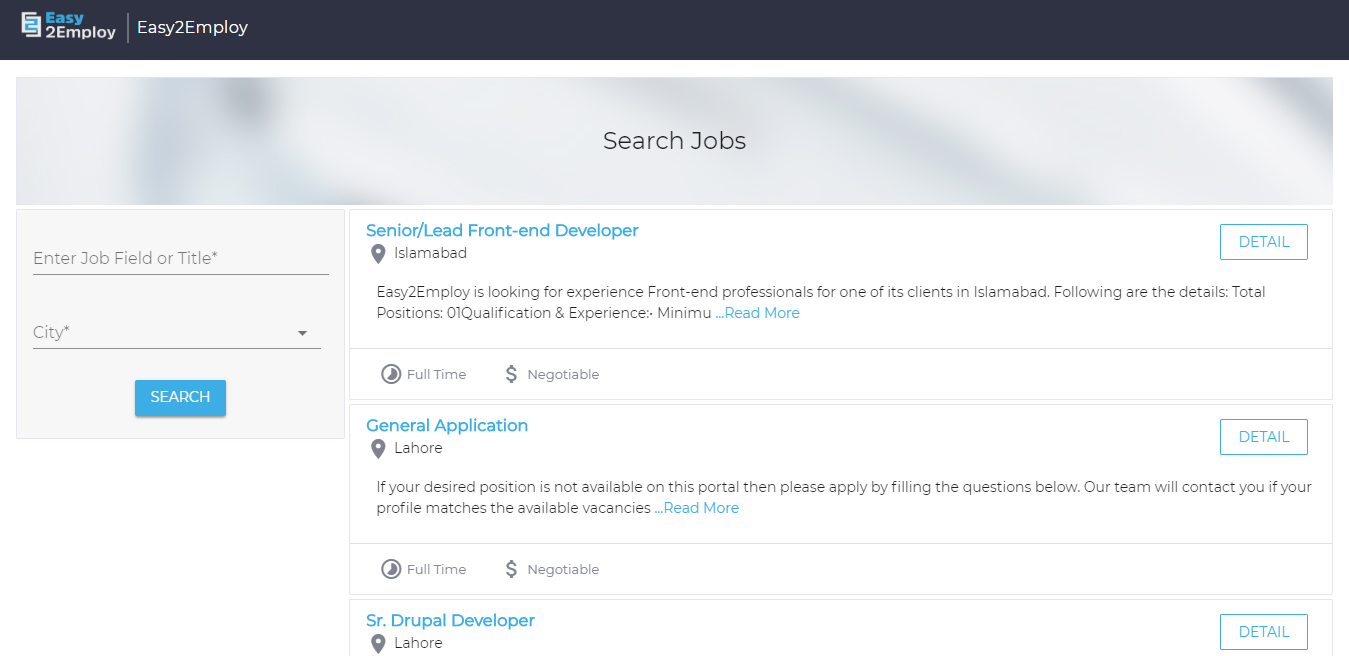 Easy
2Employ
Easy2Employ
Search Jobs
Enter Job Field or Title*
City*
SEARCH
Senior/Lead Front-end Developer
Islamabad
DETAIL
Easy2Employ is looking for experience Front-end professionals for one of its clients in Islamabad. Following are the details: Total
Positions: 01Qualification & Experience:• Minimu ...Read More
Full Time
Negotiable
General Application
Lahore
DETAIL
If your desired position is not available on this portal then please apply by filling the questions below. Our team will contact you if your
profile matches the available vacancies ...Read More
Full Time
Negotiable
Sr. Drupal Developer
Lahore
DETAIL